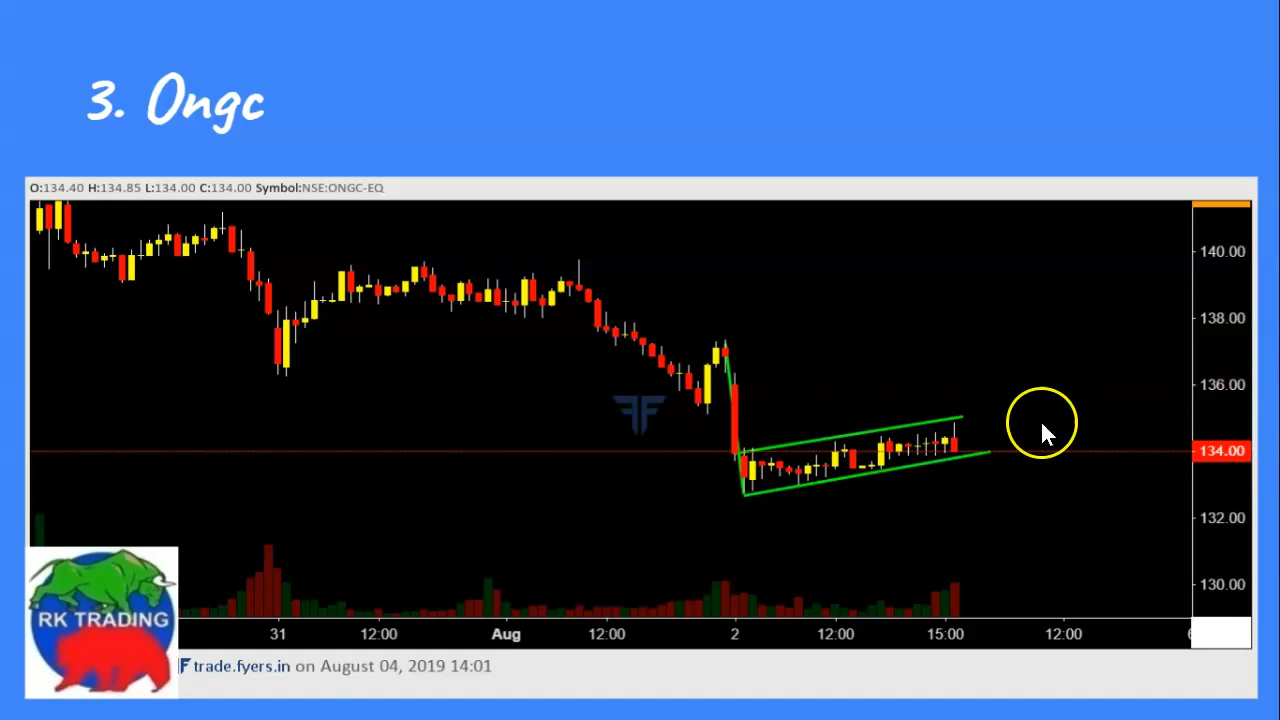 3. Ongc
O:134.40 H:134.85 L:134.00 C:134.00 Symbol:NSE:ONGC-EQ
140.00
138.00
136.00
134.00
132.00
130.00
RK TRADING
31 12:00 Aug 12:00 2 12:00 15:00 12:00
trade.fyers.in on August 04, 2019 14:01